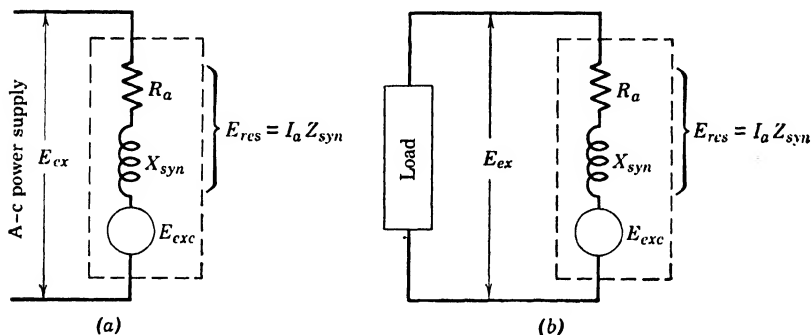 A-c power supply
E_ex
R_a
X_syn
E_exc
E_res = I_a Z_syn
(a)
Load
E_ex
R_a
X_syn
E_exc
E_res = I_a Z_syn
(b)